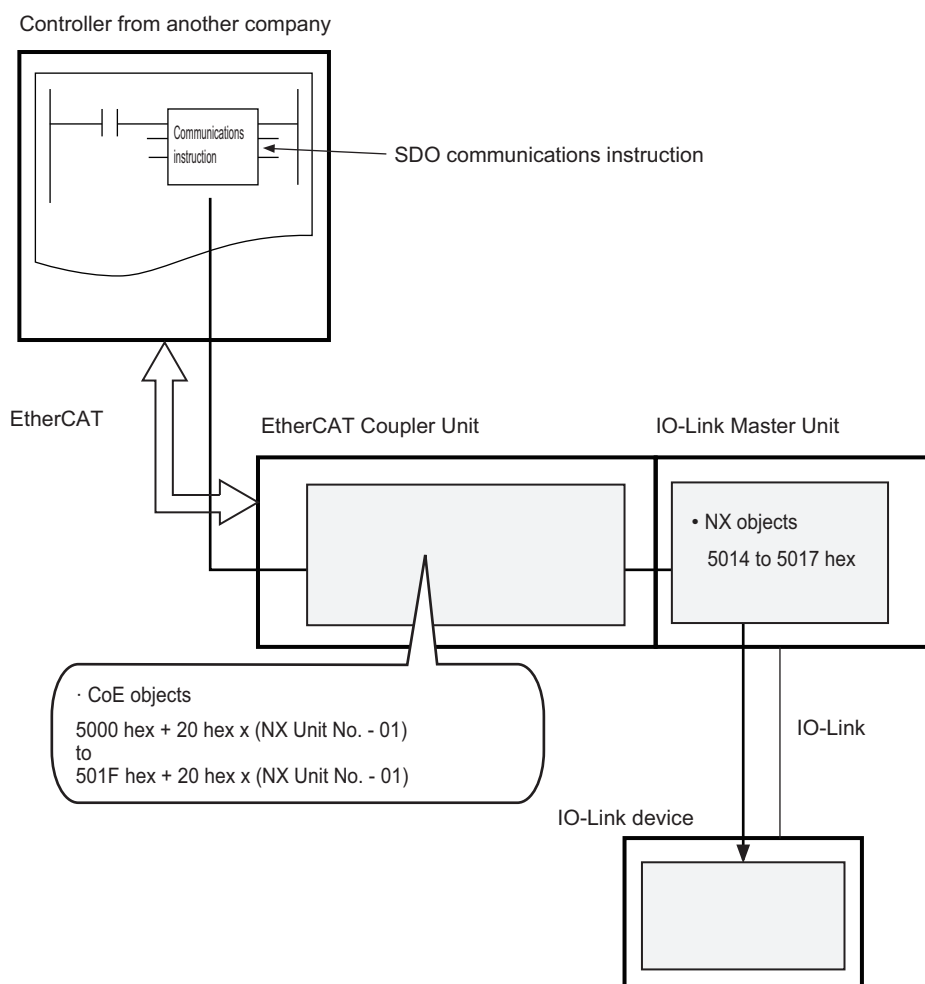 Controller from another company
Communications
instruction
SDO communications instruction
EtherCAT
EtherCAT Coupler Unit
IO-Link Master Unit
• NX objects
5014 to 5017 hex
· CoE objects
5000 hex + 20 hex x (NX Unit No. - 01)
to
501F hex + 20 hex x (NX Unit No. - 01)
IO-Link
IO-Link device